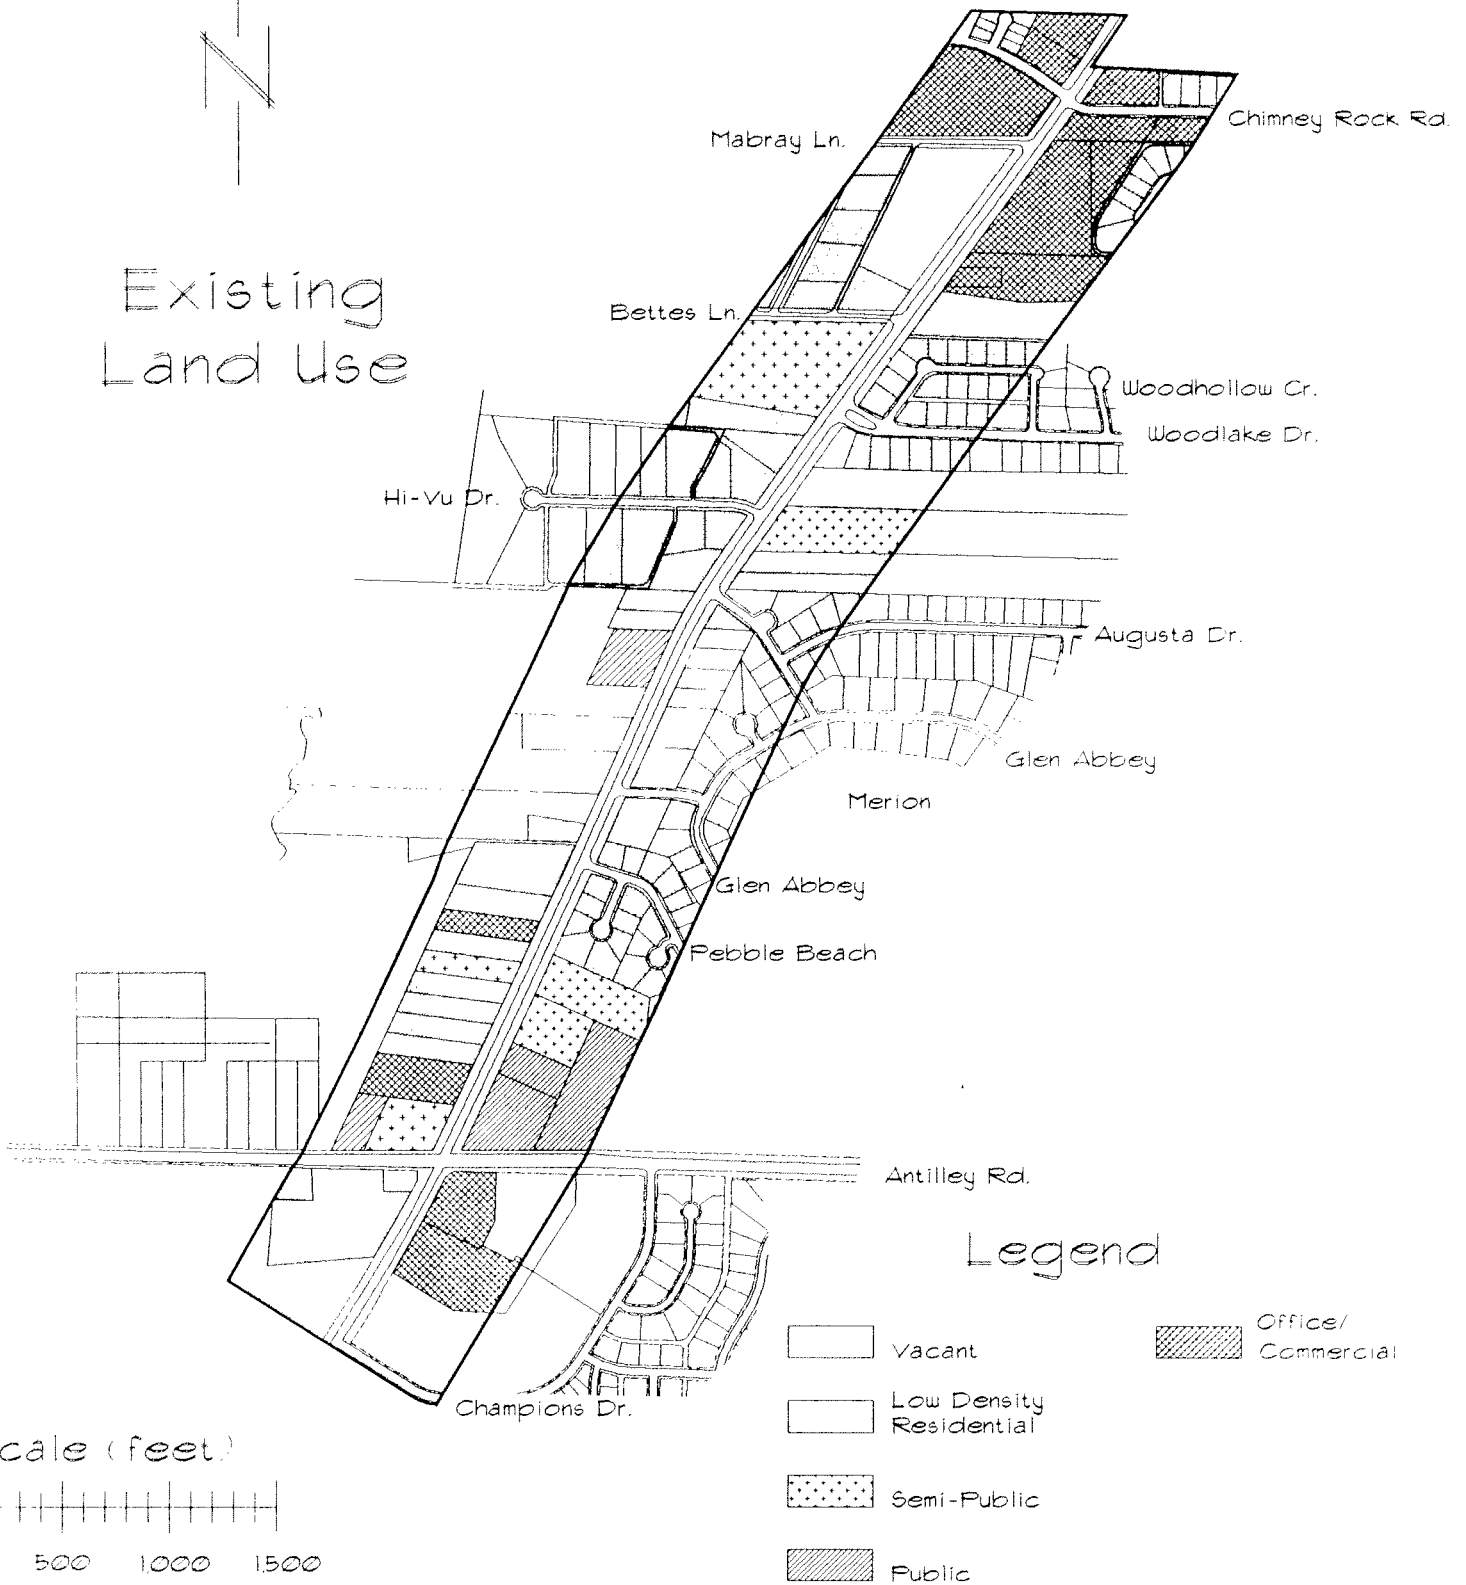 N
Existing
Land Use
Mabray Ln.
Chimney Rock Rd.
Bettes Ln.
Woodhollow Cr.
Woodlake Dr.
Hi-Vu Dr.
Augusta Dr.
Glen Abbey
Merion
Glen Abbey
Pebble Beach
Antilley Rd.
Champions Dr.
Legend
Vacant
Office/
Commercial
Low Density
Residential
Semi-Public
Public
cale (feet)
500 1,000 1,500